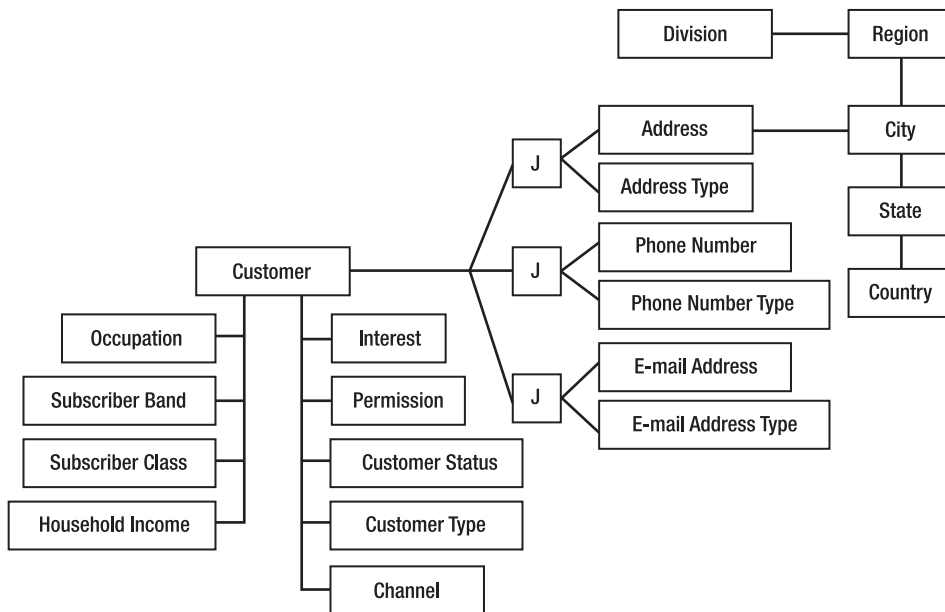 Division
Region
Address
City
J
Address Type
State
Phone Number
Customer
J
Country
Phone Number Type
Occupation
Interest
E-mail Address
Subscriber Band
Permission
J
E-mail Address Type
Subscriber Class
Customer Status
Household Income
Customer Type
Channel